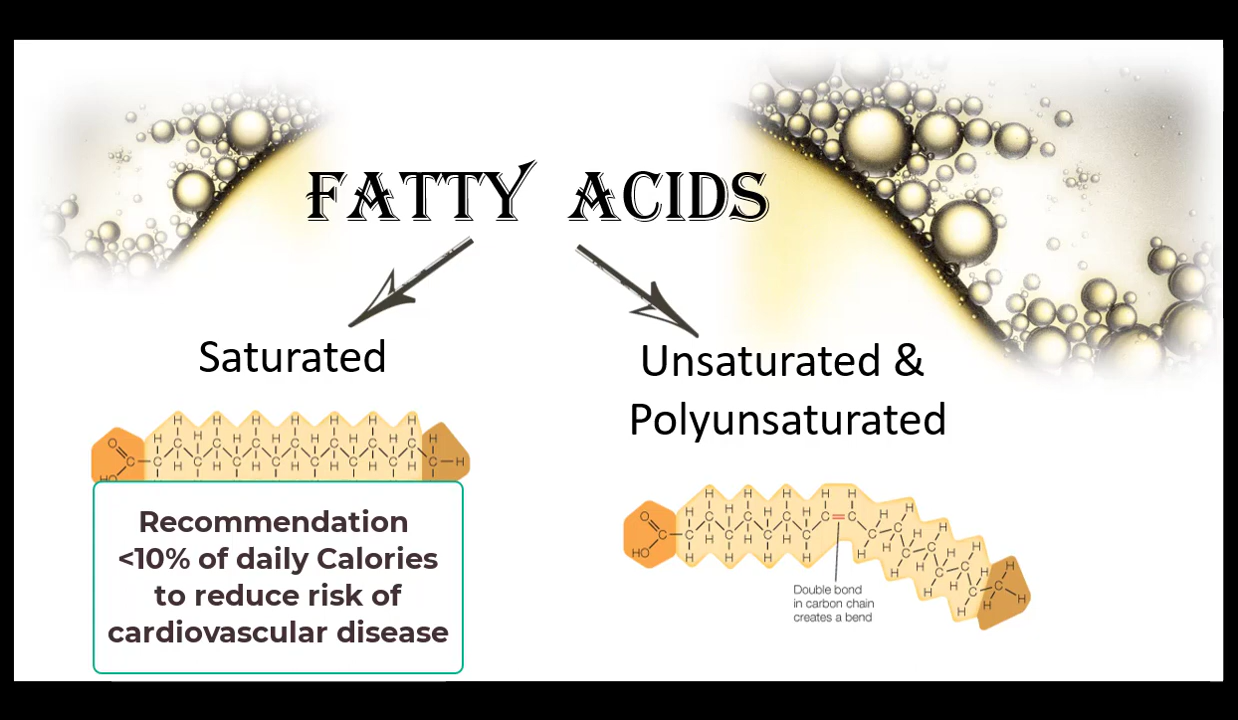 FATTY ACIDS
Saturated
Unsaturated &
Polyunsaturated
Recommendation
<10% of daily Calories
to reduce risk of
cardiovascular disease
Double bond
in carbon chain
creates a bend